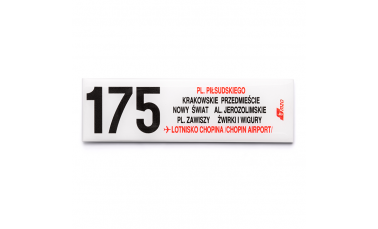 175
PL. PIŁSUDSKIEGO
KRAKOWSKIE PRZEDMIEŚCIE
NOWY ŚWIAT AL. JEROZOLIMSKIE
PL. ZAWISZY ŻWIRKI I WIGURY
✈LOTNISKO CHOPINA /CHOPIN AIRPORT/